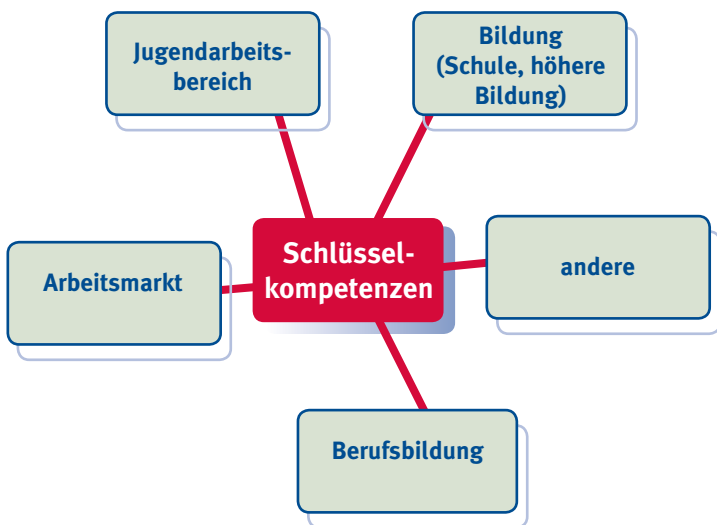 Jugendarbeits-
bereich
Bildung
(Schule, höhere
Bildung)
Schlüssel-
kompetenzen
Arbeitsmarkt
andere
Berufsbildung